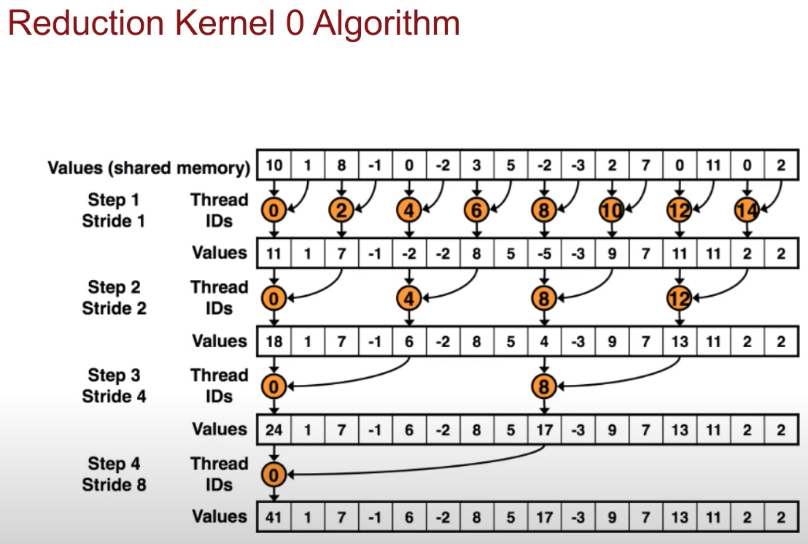 Reduction Kernel 0 Algorithm
Values (shared memory) 10 1 8 -1 0 -2 3 5 -2 -3 2 7 0 11 0 2
Step 1 Thread
Stride 1 IDs
0 2 4 6 8 10 12 14
Values 11 1 7 -1 -2 -2 8 5 -5 -3 9 7 11 11 2 2
Step 2 Thread
Stride 2 IDs
0 4 8 12
Values 18 1 7 -1 6 -2 8 5 4 -3 9 7 13 11 2 2
Step 3 Thread
Stride 4 IDs
0 8
Values 24 1 7 -1 6 -2 8 5 17 -3 9 7 13 11 2 2
Step 4 Thread
Stride 8 IDs
0
Values 41 1 7 -1 6 -2 8 5 17 -3 9 7 13 11 2 2